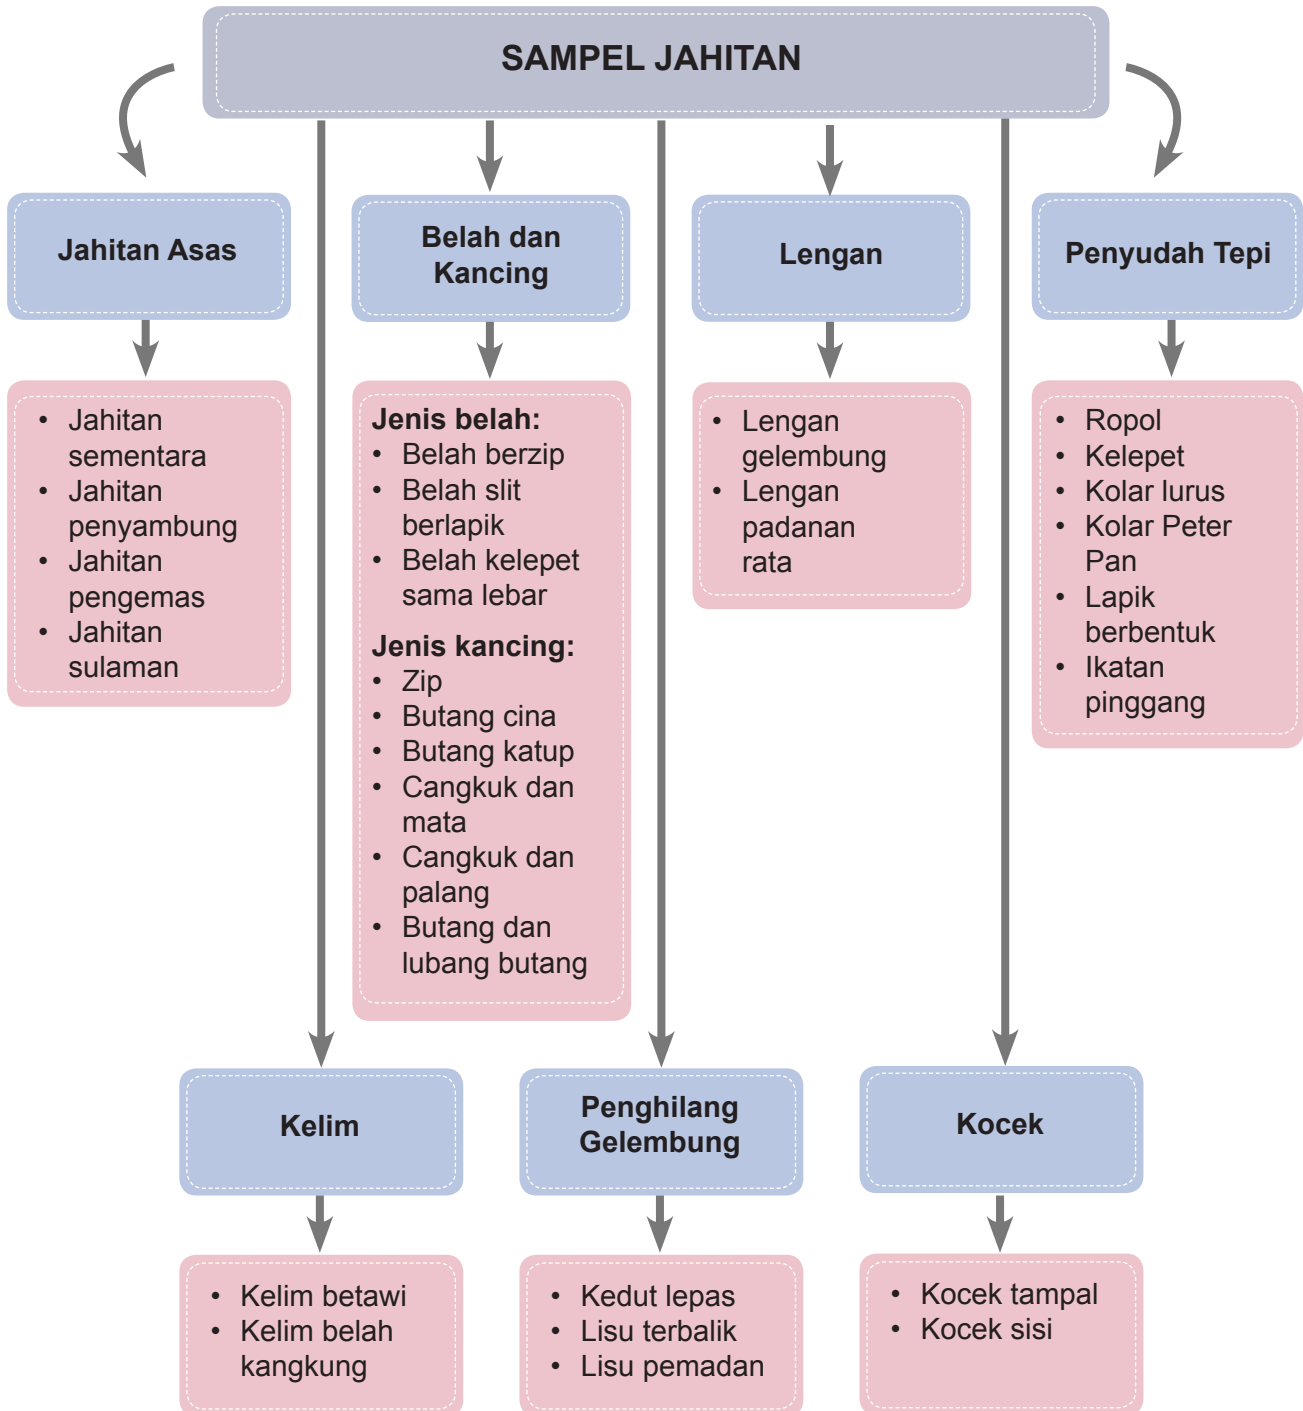 SAMPEL JAHITAN
Jahitan Asas
• Jahitan
sementara
• Jahitan
penyambung
• Jahitan
pengemas
• Jahitan
sulaman
Belah dan
Kancing
Jenis belah:
• Belah berzip
• Belah slit
berlapik
• Belah kelepet
sama lebar
Jenis kancing:
• Zip
• Butang cina
• Butang katup
• Cangkuk dan
mata
• Cangkuk dan
palang
• Butang dan
lubang butang
Lengan
• Lengan
gelembung
• Lengan
padanan
rata
Penyudah Tepi
• Ropol
• Kelepet
• Kolar lurus
• Kolar Peter
Pan
• Lapik
berbentuk
• Ikatan
pinggang
Kelim
• Kelim betawi
• Kelim belah
kangkung
Penghilang
Gelembung
• Kedut lepas
• Lisu terbalik
• Lisu pemadan
Kocek
• Kocek tampal
• Kocek sisi